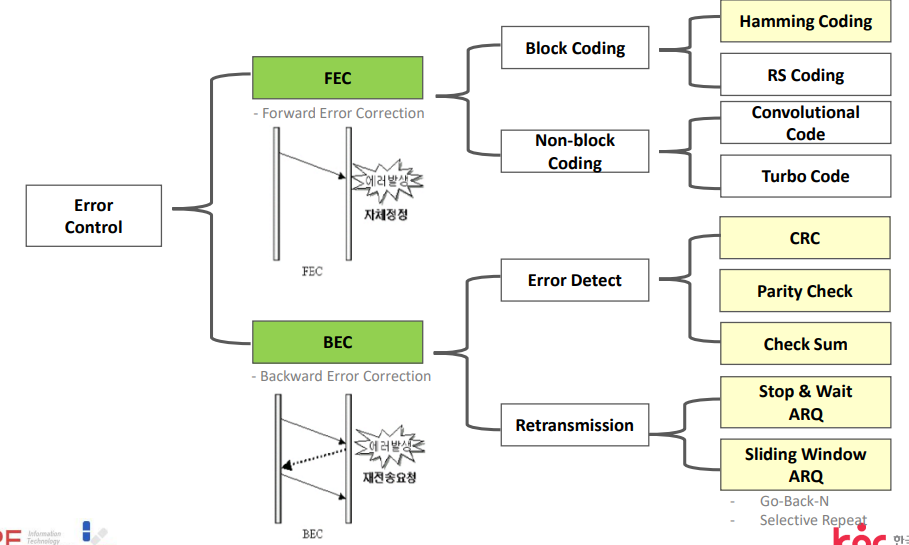 Error
Control
FEC
- Forward Error Correction
에러발생
자체정정
FEC
Block Coding
Hamming Coding
RS Coding
Non-block
Coding
Convolutional
Code
Turbo Code
BEC
- Backward Error Correction
에러발생
재전송요청
BEC
Error Detect
CRC
Parity Check
Check Sum
Retransmission
Stop & Wait
ARQ
Sliding Window
ARQ
- Go-Back-N
- Selective Repeat
PE Information
Technology